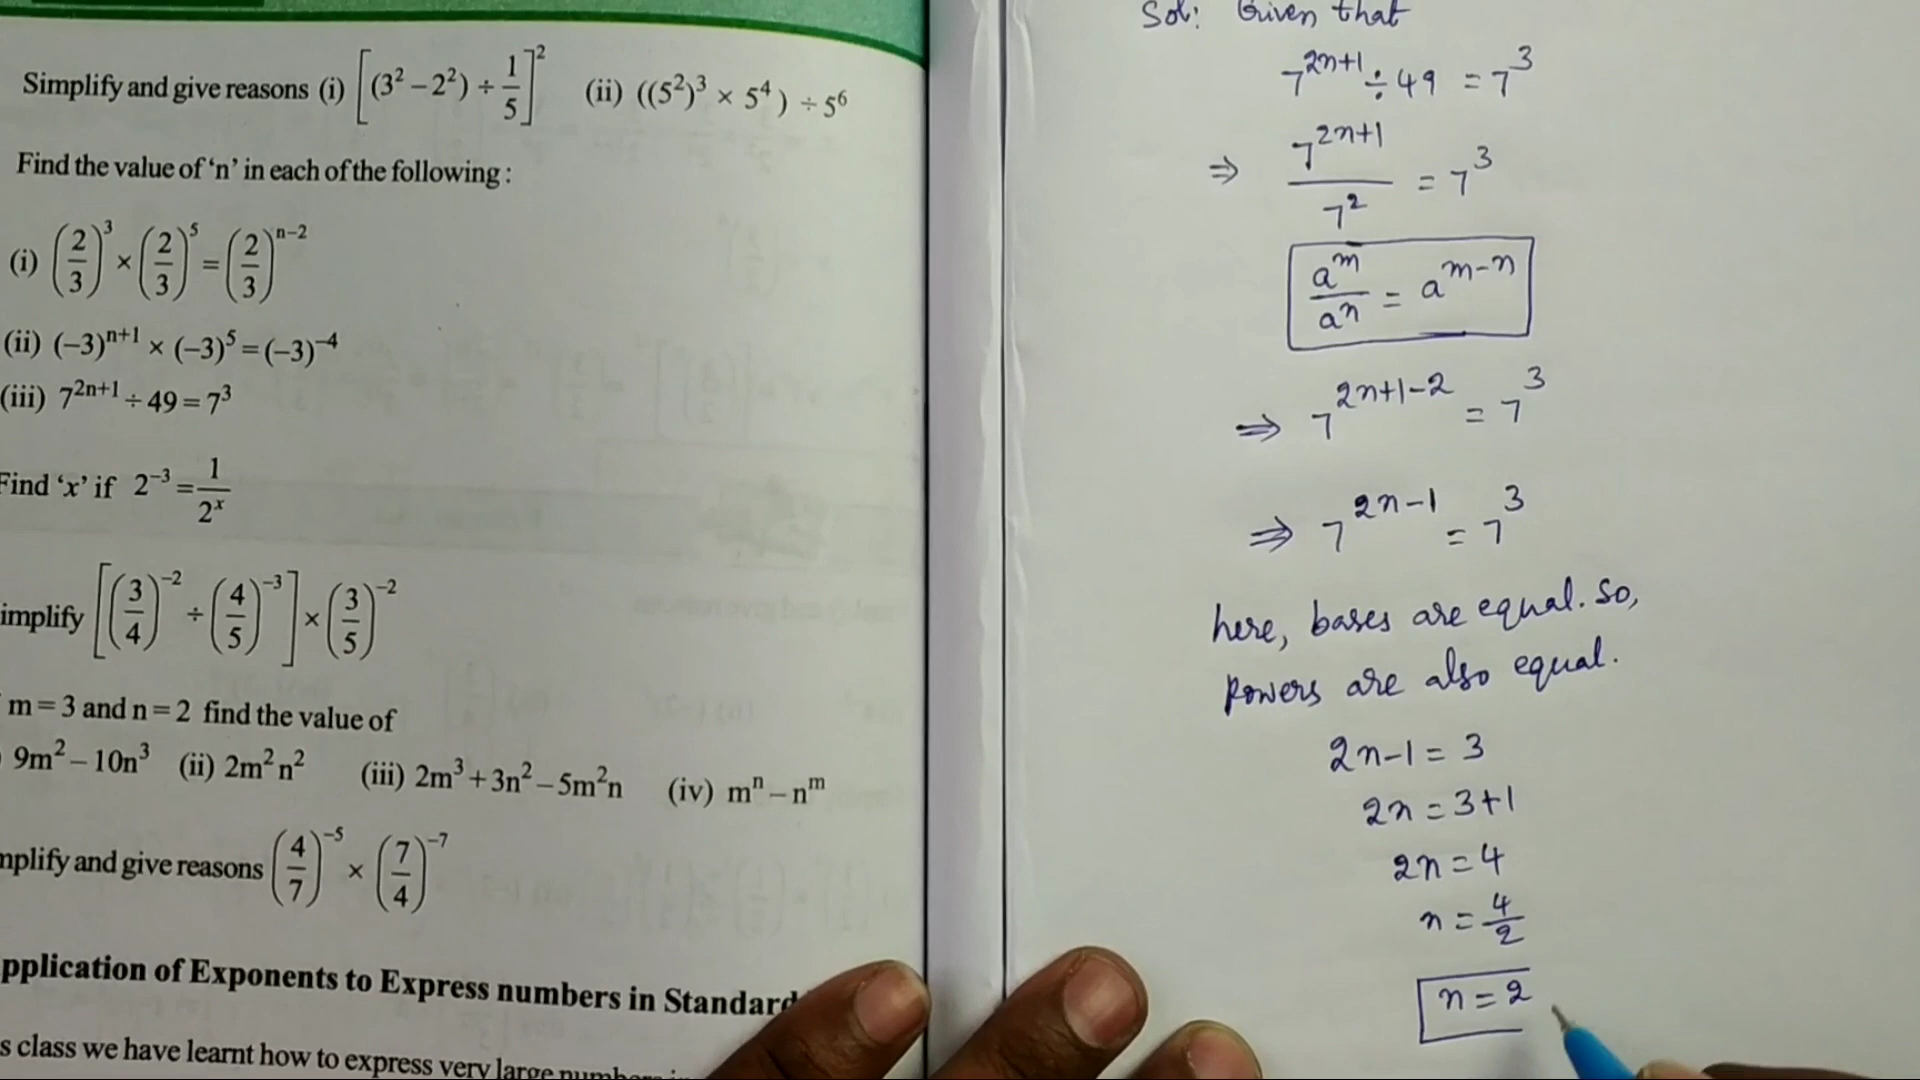 Simplify and give reasons (i) [(3² – 2²) ÷ 1/5]² (ii) ((5²)³ × 5⁴) ÷ 5⁶
Find the value of ‘n’ in each of the following :
(i) (2/3)³ × (2/3)⁵ = (2/3)ⁿ⁻²
(ii) (–3)ⁿ⁺¹ × (–3)⁵ = (–3)⁻⁴
(iii) 7²ⁿ⁺¹ ÷ 49 = 7³
Find ‘x’ if 2⁻³ = 1/2ˣ
implify [(3/4)⁻² ÷ (4/5)⁻³] × (3/5)⁻²
m = 3 and n = 2 find the value of
9m² – 10n³ (ii) 2m²n² (iii) 2m³ + 3n² – 5m²n (iv) mⁿ – nᵐ
mplify and give reasons (4/7)⁻⁵ × (7/4)⁻⁷
pplication of Exponents to Express numbers in Standard
s class we have learnt how to express very large
Sol: Given that
7²ⁿ⁺¹ ÷ 49 = 7³
⇒ 7²ⁿ⁺¹/7² = 7³
aᵐ/aⁿ = aᵐ⁻ⁿ
⇒ 7²ⁿ⁺¹⁻² = 7³
⇒ 7²ⁿ⁻¹ = 7³
here, bases are equal. So,
powers are also equal.
2n-1 = 3
2n = 3+1
2n = 4
n = 4/2
n = 2